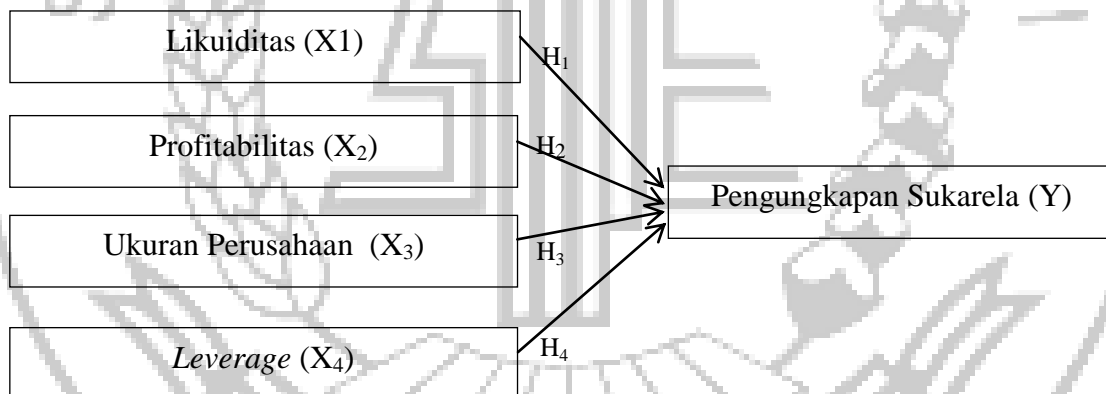 Likuiditas (X1)
H₁
Profitabilitas (X₂)
H₂
Pengungkapan Sukarela (Y)
Ukuran Perusahaan (X₃)
H₃
Leverage (X₄)
H₄